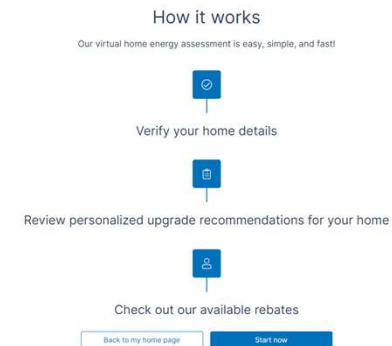 How it works
Our virtual home energy assessment is easy, simple, and fast!
Verify your home details
Review personalized upgrade recommendations for your home
Check out our available rebates
Back to my home page
Start now